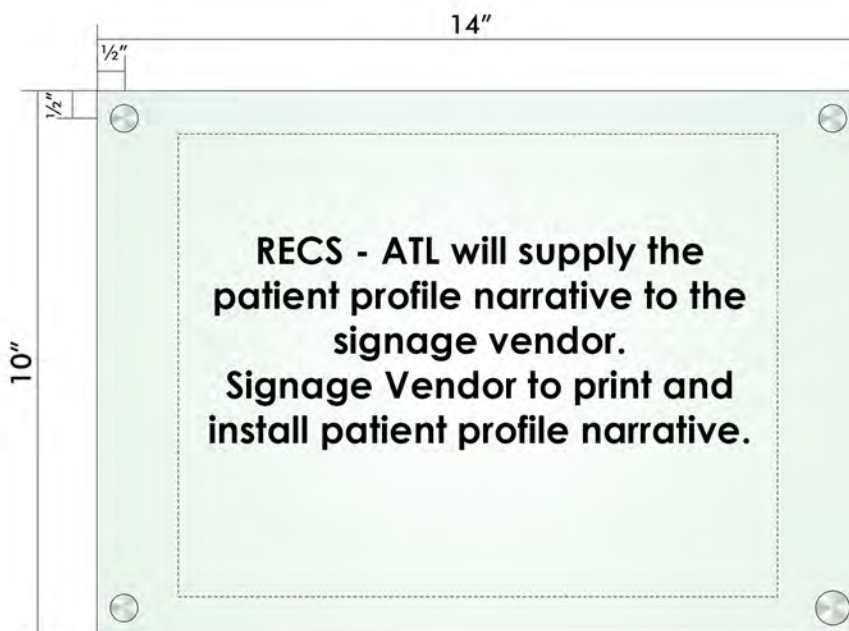 14”
½”
½”
10”
RECS - ATL will supply the
patient profile narrative to the
signage vendor.
Signage Vendor to print and
install patient profile narrative.